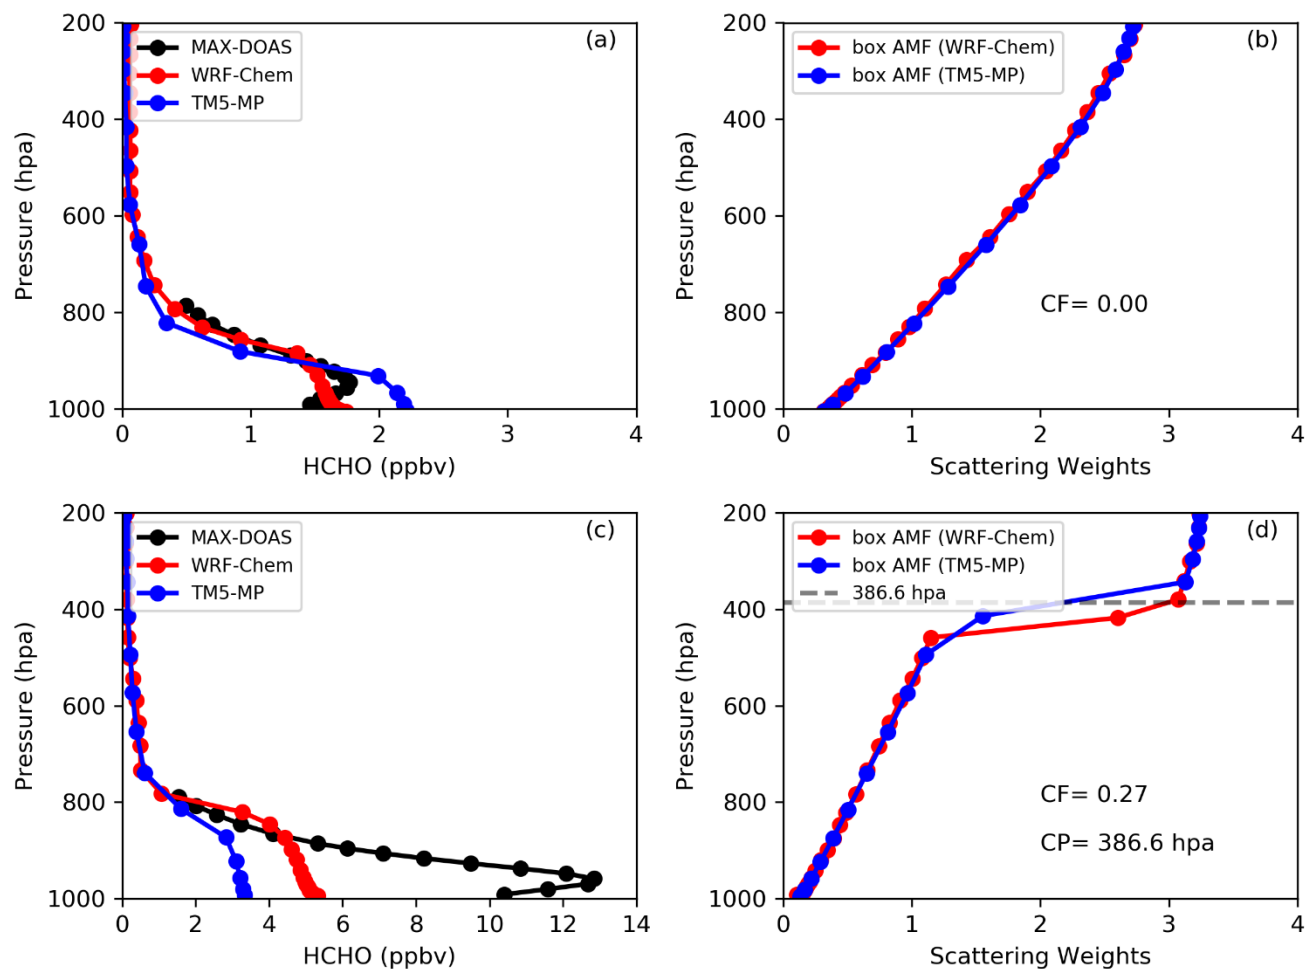 200
400
600
800
1000
Pressure (hpa)
MAX-DOAS
WRF-Chem
TM5-MP
(a)
0 1 2 3 4
HCHO (ppbv)
200
400
600
800
1000
Pressure (hpa)
box AMF (WRF-Chem)
box AMF (TM5-MP)
(b)
CF= 0.00
0 1 2 3 4
Scattering Weights
200
400
600
800
1000
Pressure (hpa)
MAX-DOAS
WRF-Chem
TM5-MP
(c)
0 2 4 6 8 10 12 14
HCHO (ppbv)
200
400
600
800
1000
Pressure (hpa)
box AMF (WRF-Chem)
box AMF (TM5-MP)
386.6 hpa
(d)
CF= 0.27
CP= 386.6 hpa
0 1 2 3 4
Scattering Weights